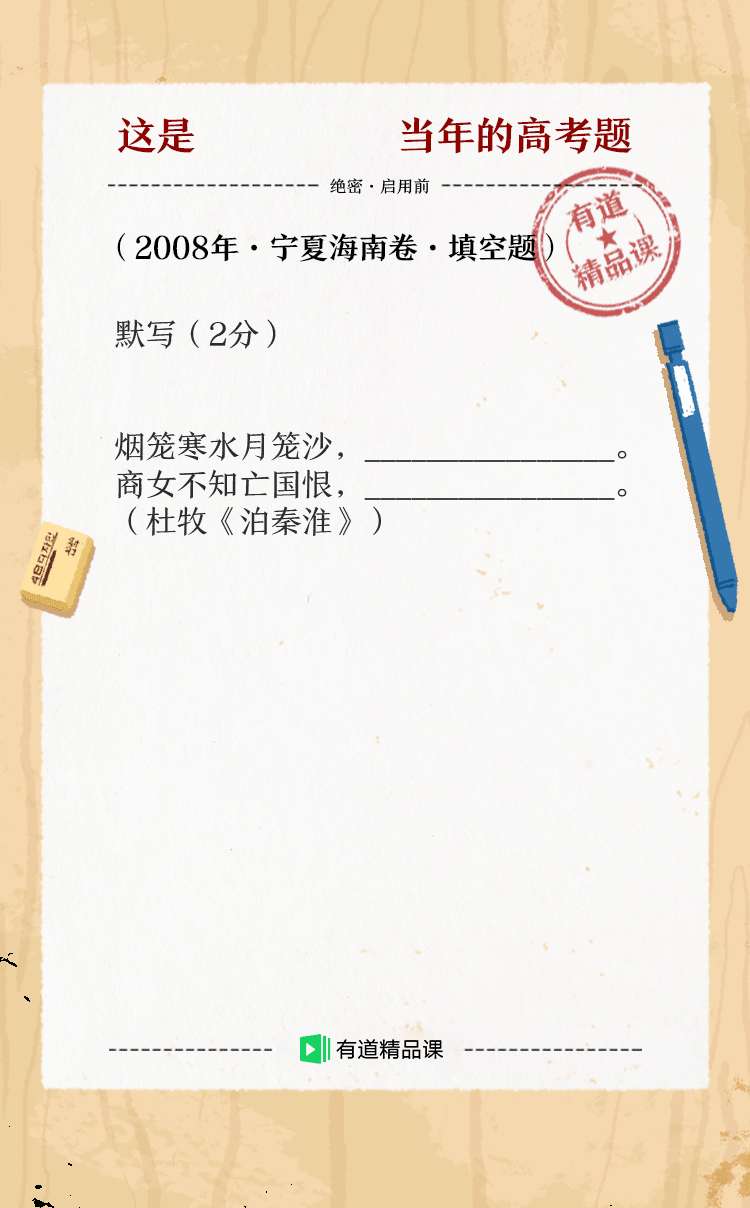 这是 当年的高考题
绝密·启用前
（2008年·宁夏海南卷·填空题）
有道
精品课
默写（2分）
烟笼寒水月笼沙，________________。
商女不知亡国恨，________________。
（杜牧《泊秦淮》）
有道精品课